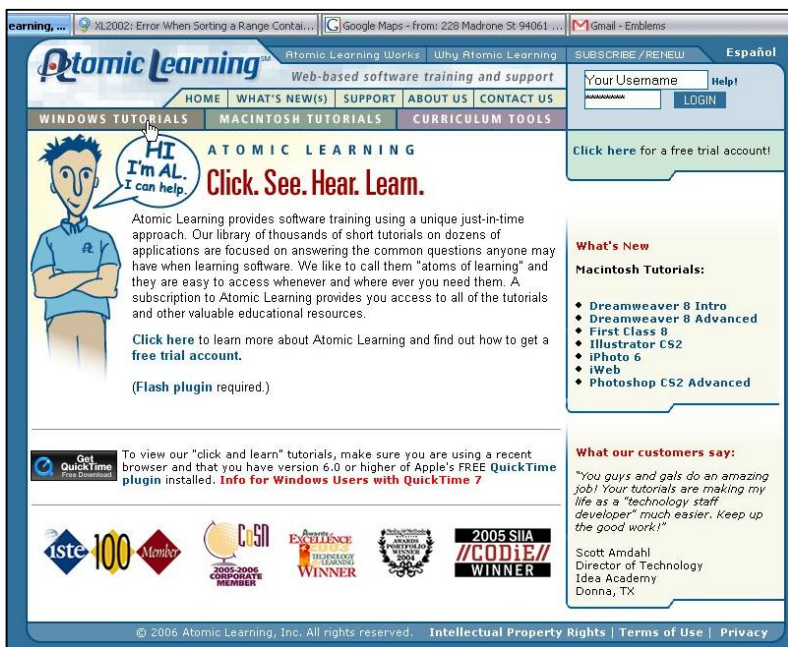 earning, ...
XL2002: Error When Sorting a Range Contai...
Google Maps - from: 228 Madrone St 94061 ...
Gmail - Emblems
Atomic Learning SM
Atomic Learning Works | Why Atomic Learning
SUBSCRIBE/RENEW
Español
Web-based software training and support
Your Username
Help!
HOME | WHAT'S NEW(S) | SUPPORT | ABOUT US | CONTACT US
********
LOGIN
WINDOWS TUTORIALS
MACINTOSH TUTORIALS
CURRICULUM TOOLS
HI
I'm AL.
I can help.
ATOMIC LEARNING
Click. See. Hear. Learn.
Atomic Learning provides software training using a unique just-in-time
approach. Our library of thousands of short tutorials on dozens of
applications are focused on answering the common questions anyone may
have when learning software. We like to call them "atoms of learning" and
they are easy to access whenever and where ever you need them. A
subscription to Atomic Learning provides you access to all of the tutorials
and other valuable educational resources.
Click here to learn more about Atomic Learning and find out how to get a
free trial account.
(Flash plugin required.)
Click here for a free trial account!
What's New
Macintosh Tutorials:
Dreamweaver 8 Intro
Dreamweaver 8 Advanced
First Class 8
Illustrator CS2
iPhoto 6
iWeb
Photoshop CS2 Advanced
Get
QuickTime
Free Download
To view our "click and learn" tutorials, make sure you are using a recent
browser and that you have version 6.0 or higher of Apple's FREE QuickTime
plugin installed. Info for Windows Users with QuickTime 7
What our customers say:
"You guys and gals do an amazing
job! Your tutorials are making my
life as a "technology staff
developer" much easier. Keep up
the good work!"
Scott Amdahl
Director of Technology
Idea Academy
Donna, TX
iste 100 Member
CoSN
2005-2006
CORPORATE
MEMBER
Awards of
EXCELLENCE
2003
TECHNOLOGY
& LEARNING
WINNER
AWARDS
PORTFOLIO
WINNER
2004
2005 SIIA
//CODiE//
WINNER
© 2006 Atomic Learning, Inc. All rights reserved. Intellectual Property Rights | Terms of Use | Privacy